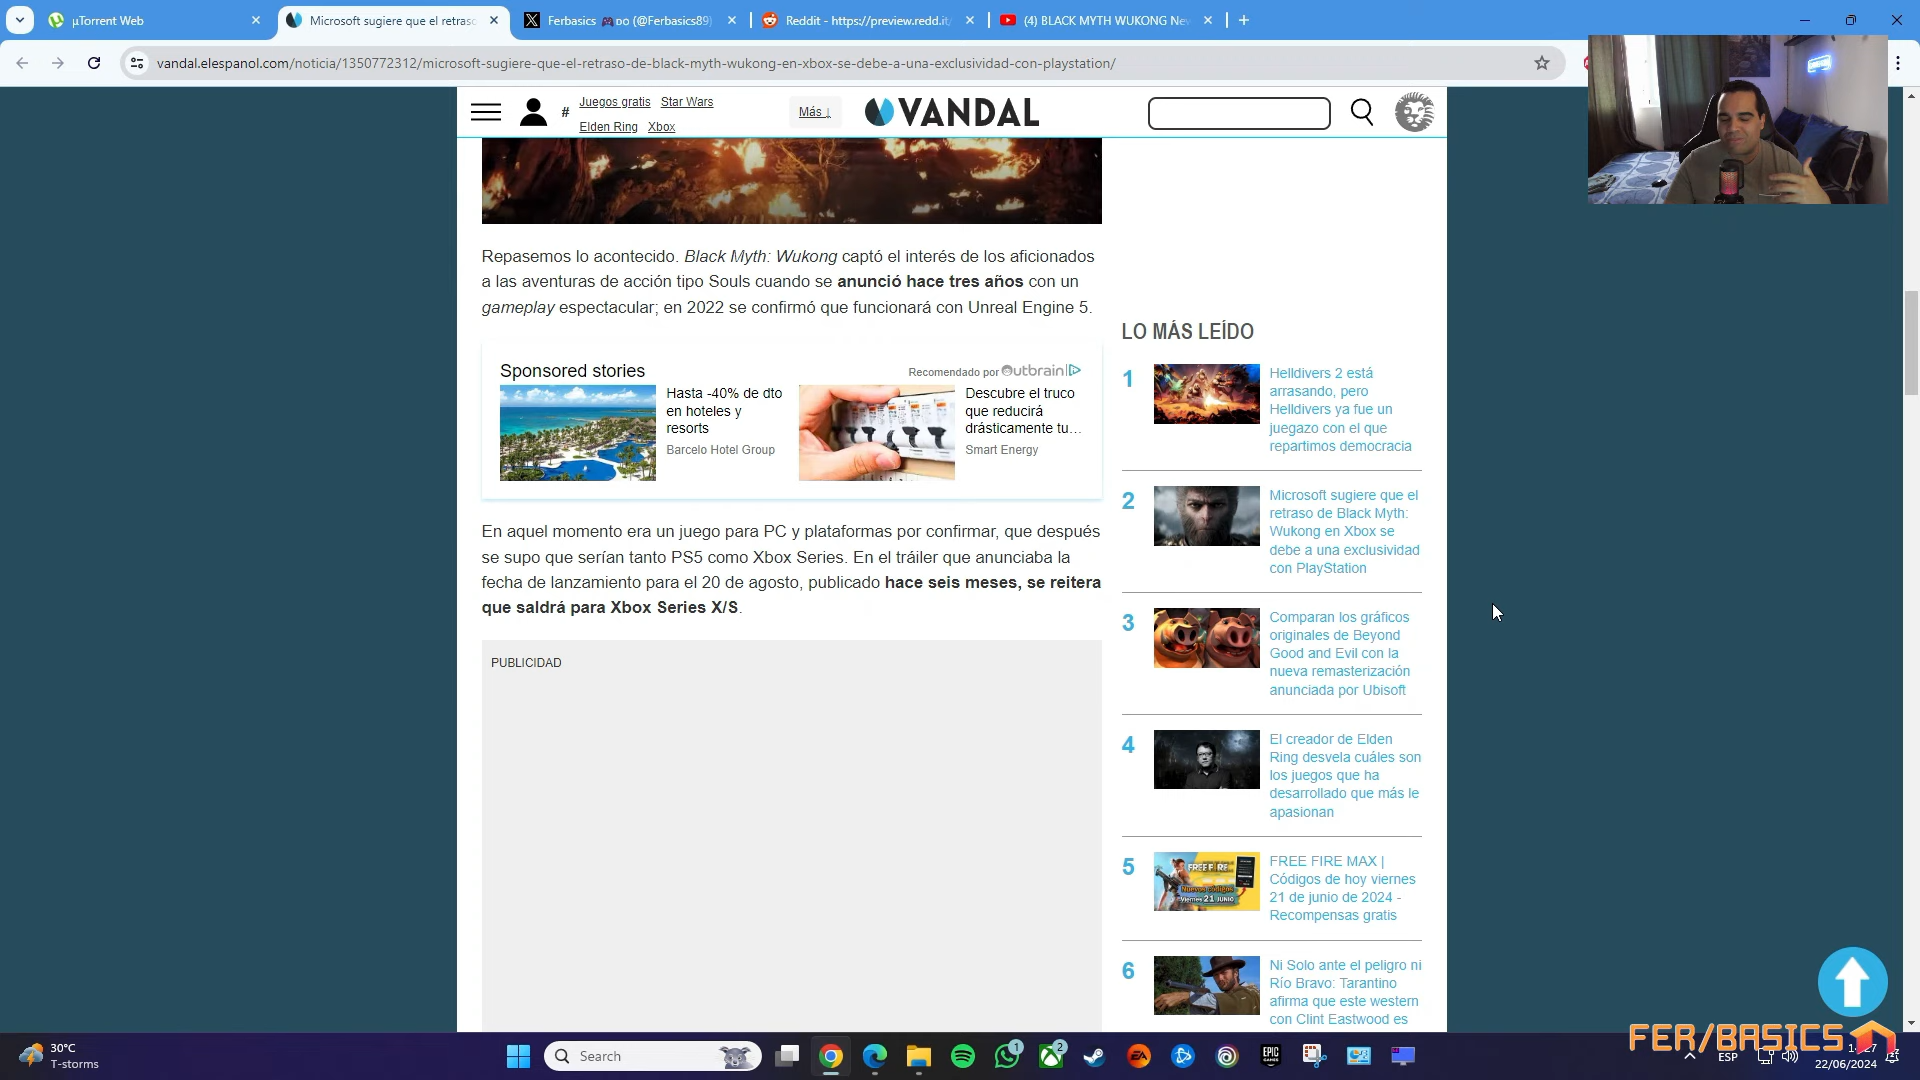 µTorrent Web
Microsoft sugiere que el retras
Ferbasics 🎮 DO (@Ferbasics89)
Reddit - https://preview.redd.it/
(4) BLACK MYTH WUKONG Ne
vandal.elespanol.com/noticia/1350772312/microsoft-sugiere-que-el-retraso-de-black-myth-wukong-en-xbox-se-debe-a-una-exclusividad-con-playstation/
# Juegos gratis Star Wars
Elden Ring Xbox
Más ↓
VANDAL
Repasemos lo acontecido. Black Myth: Wukong captó el interés de los aficionados
a las aventuras de acción tipo Souls cuando se anunció hace tres años con un
gameplay espectacular; en 2022 se confirmó que funcionará con Unreal Engine 5.
Sponsored stories
Recomendado por Outbrain
Hasta -40% de dto
en hoteles y
resorts
Barcelo Hotel Group
Descubre el truco
que reducirá
drásticamente tu...
Smart Energy
En aquel momento era un juego para PC y plataformas por confirmar, que después
se supo que serían tanto PS5 como Xbox Series. En el tráiler que anunciaba la
fecha de lanzamiento para el 20 de agosto, publicado hace seis meses, se reitera
que saldrá para Xbox Series X/S.
PUBLICIDAD
LO MÁS LEÍDO
1
Helldivers 2 está
arrasando, pero
Helldivers ya fue un
juegazo con el que
repartimos democracia
2
Microsoft sugiere que el
retraso de Black Myth:
Wukong en Xbox se
debe a una exclusividad
con PlayStation
3
Comparan los gráficos
originales de Beyond
Good and Evil con la
nueva remasterización
anunciada por Ubisoft
4
El creador de Elden
Ring desvela cuáles son
los juegos que ha
desarrollado que más le
apasionan
5
FREE FIRE
Nuevos códigos
Viernes 21 JUNIO
FREE FIRE MAX |
Códigos de hoy viernes
21 de junio de 2024 -
Recompensas gratis
6
Ni Solo ante el peligro ni
Río Bravo: Tarantino
afirma que este western
con Clint Eastwood es
FER/BASICS
30°C
T-storms
Search
1
2
EA
EPIC
GAMES
ESP
22/06/2024